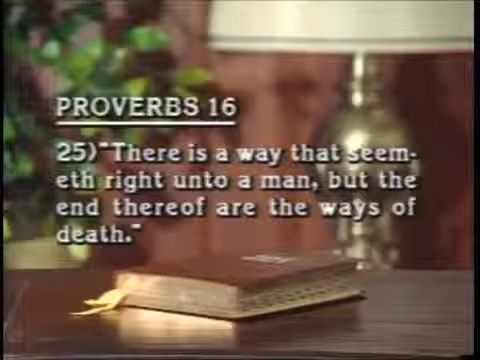 PROVERBS 16
25)"There is a way that seem-
eth right unto a man, but the
end thereof are the ways of
death."